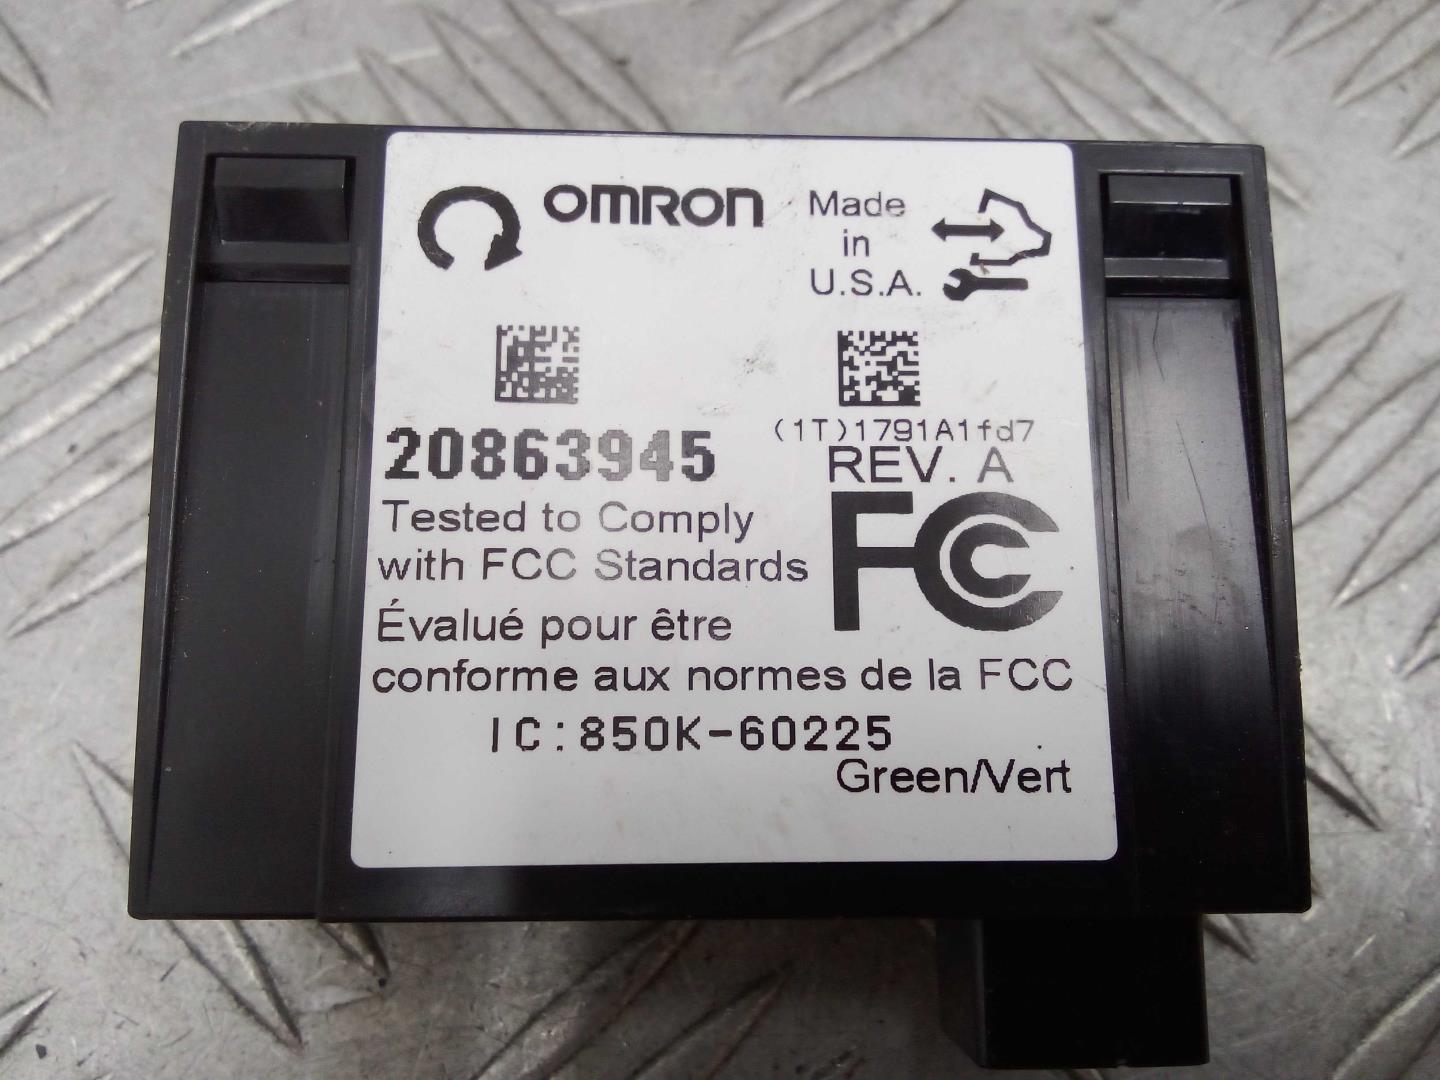 OMRON
Made
in
U.S.A.
20863945
(1T)1791A1fd7
REV. A
Tested to Comply
with FCC Standards
FC
Évalué pour être
conforme aux normes de la FCC
IC:850K-60225
Green/Vert